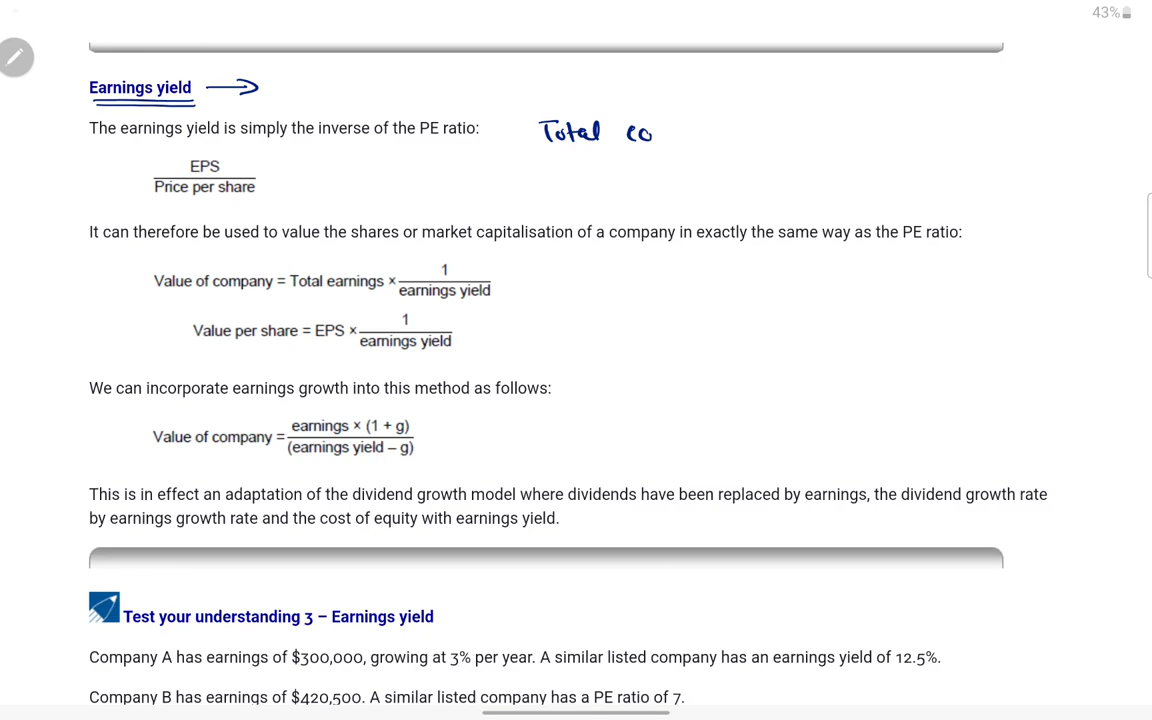 43%
Earnings yield
The earnings yield is simply the inverse of the PE ratio:
Total co
EPS
Price per share
It can therefore be used to value the shares or market capitalisation of a company in exactly the same way as the PE ratio:
Value of company = Total earnings × 1
earnings yield
Value per share = EPS × 1
earnings yield
We can incorporate earnings growth into this method as follows:
Value of company = earnings × (1 + g)
(earnings yield – g)
This is in effect an adaptation of the dividend growth model where dividends have been replaced by earnings, the dividend growth rate
by earnings growth rate and the cost of equity with earnings yield.
Test your understanding 3 – Earnings yield
Company A has earnings of $300,000, growing at 3% per year. A similar listed company has an earnings yield of 12.5%.
Company B has earnings of $420,500. A similar listed company has a PE ratio of 7.